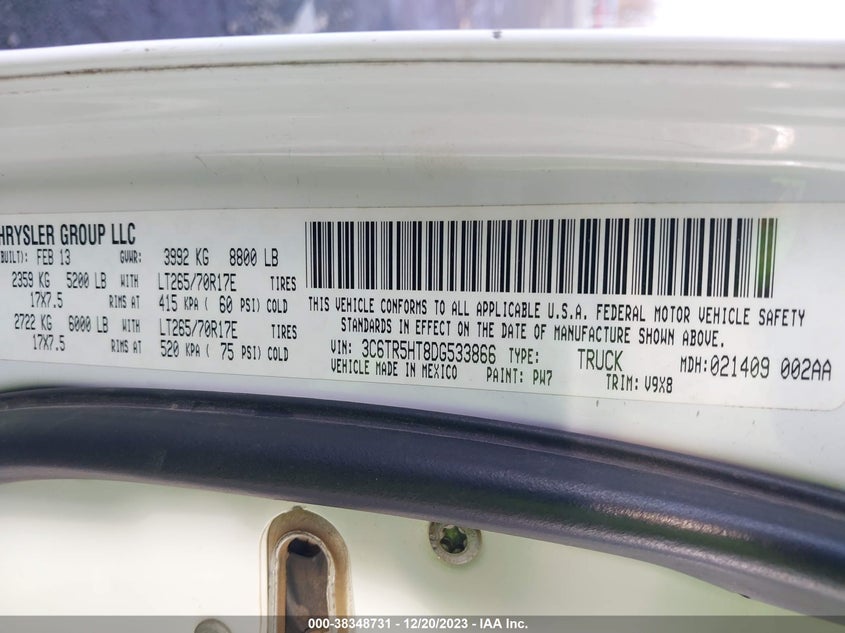 HRYSLER GROUP LLC
BUILT): FEB 13 GVWR: 3992 KG 8800 LB
2359 KG 5200 LB WITH LT265/70R17E TIRES
17X7.5 RIMS AT 415 KPA ( 60 PSI) COLD
2722 KG 6000 LB WITH LT265/70R17E TIRES
17X7.5 RIMS AT 520 KPA ( 75 PSI) COLD
THIS VEHICLE CONFORMS TO ALL APPLICABLE U.S.A. FEDERAL MOTOR VEHICLE SAFETY
STANDARDS IN EFFECT ON THE DATE OF MANUFACTURE SHOWN ABOVE.
VIN: 3C6TR5HT8DG533866 TYPE: TRUCK MDH:021409 002AA
VEHICLE MADE IN MEXICO PAINT: PW7 TRIM: V9X8
000-38348731 - 12/20/2023 - IAA Inc.